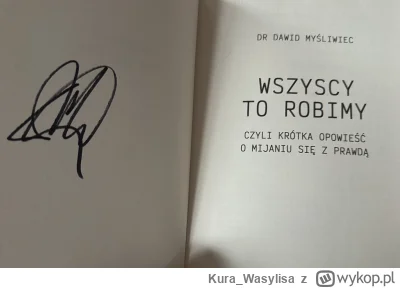 DR DAWID MYŚLIWIEC
WSZYSCY
TO ROBIMY
CZYLI KRÓTKA OPOWIEŚĆ
O MIJANIU SIĘ Z PRAWDĄ
Kura_Wasylisa z wykop.pl